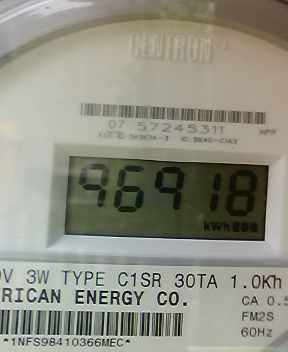 CENTRON®
07 57245311
HPP
96918
kWh
V 3W TYPE C1SR 30TA 1.0Kh
RICAN ENERGY CO.
CA 0.5
FM2S
60Hz
*1NFS98410366MEC*